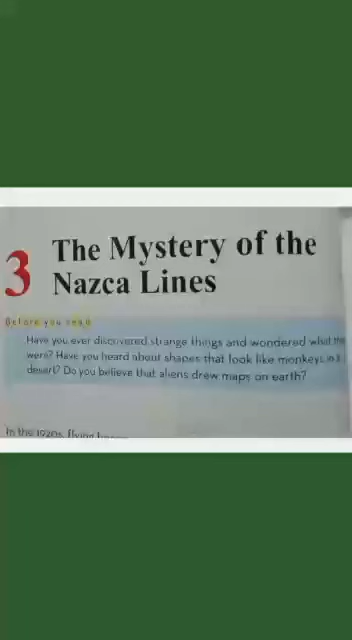 3 The Mystery of the
Nazca Lines
Before you read
Have you ever discovered strange things and wondered what the
were? Have you heard about shapes that look like monkeys in a
desert? Do you believe that aliens drew maps on earth?
In the 1920s, flying